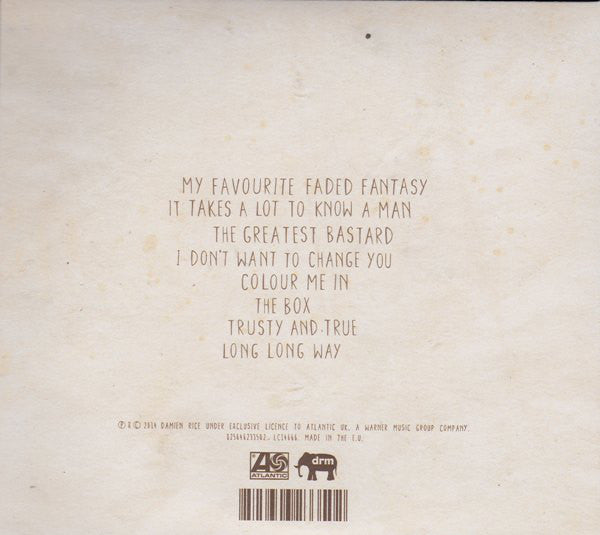 MY FAVOURITE FADED FANTASY
IT TAKES A LOT TO KNOW A MAN
THE GREATEST BASTARD
I DON'T WANT TO CHANGE YOU
COLOUR ME IN
THE BOX
TRUSTY AND TRUE
LONG LONG WAY
Ⓟ & Ⓒ 2014 DAMIEN RICE UNDER EXCLUSIVE LICENCE TO ATLANTIC UK, A WARNER MUSIC GROUP COMPANY.
LC14666. MADE IN THE E.U.
ATLANTIC
drm